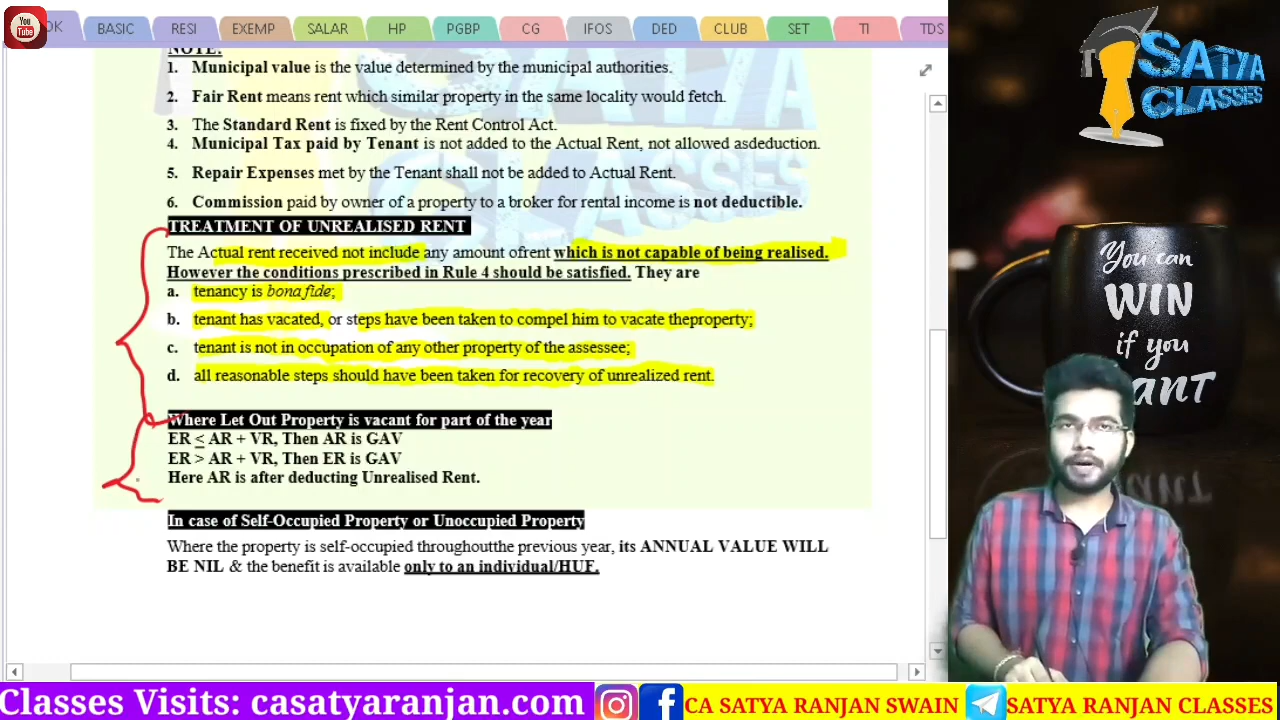 You Tube
OK BASIC RESI EXEMP SALAR HP PGBP CG IFOS DED CLUB SET TI TDS
NOTE:
1. Municipal value is the value determined by the municipal authorities.
2. Fair Rent means rent which similar property in the same locality would fetch.
3. The Standard Rent is fixed by the Rent Control Act.
4. Municipal Tax paid by Tenant is not added to the Actual Rent, not allowed asdeduction.
5. Repair Expenses met by the Tenant shall not be added to Actual Rent.
6. Commission paid by owner of a property to a broker for rental income is not deductible.
TREATMENT OF UNREALISED RENT
The Actual rent received not include any amount ofrent which is not capable of being realised.
However the conditions prescribed in Rule 4 should be satisfied. They are
a. tenancy is bona fide;
b. tenant has vacated, or steps have been taken to compel him to vacate theproperty;
c. tenant is not in occupation of any other property of the assessee;
d. all reasonable steps should have been taken for recovery of unrealized rent.
Where Let Out Property is vacant for part of the year
ER ≤ AR + VR, Then AR is GAV
ER > AR + VR, Then ER is GAV
Here AR is after deducting Unrealised Rent.
In case of Self-Occupied Property or Unoccupied Property
Where the property is self-occupied throughoutthe previous year, its ANNUAL VALUE WILL
BE NIL & the benefit is available only to an individual/HUF.
SATYA
CLASSES
You can
WIN
if you
WANT
Classes Visits: casatyaranjan.com CA SATYA RANJAN SWAIN SATYA RANJAN CLASSES